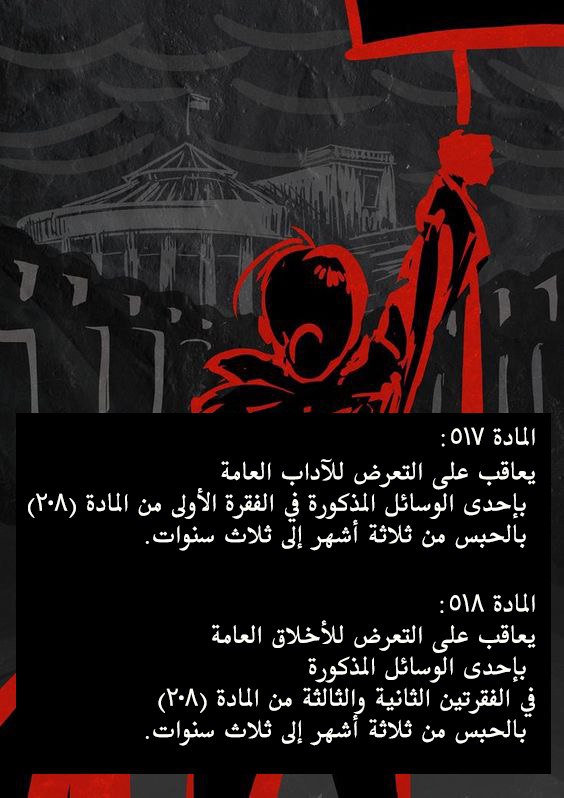 المادة ٥١٧:
يعاقب على التعرض للآداب العامة
بإحدى الوسائل المذكورة في الفقرة الأولى من المادة (٢٠٨)
بالحبس من ثلاثة أشهر إلى ثلاث سنوات.
المادة ٥١٨:
يعاقب على التعرض للأخلاق العامة
بإحدى الوسائل المذكورة
في الفقرتين الثانية والثالثة من المادة (٢٠٨)
بالحبس من ثلاثة أشهر إلى ثلاث سنوات.